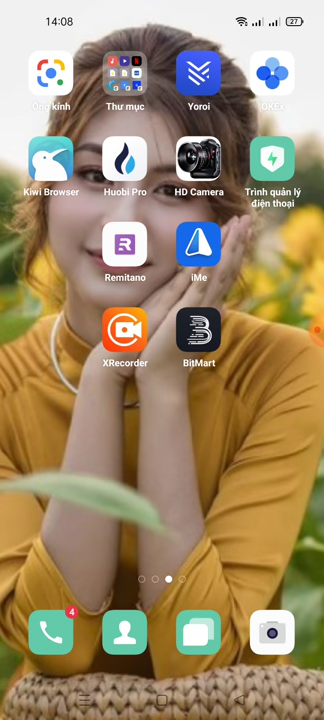 14:08
27
Ống kính
Thư mục
Yoroi
OKEx
Kiwi Browser
Huobi Pro
HD Camera
Trình quản lý
điện thoại
R
Remitano
iMe
XRecorder
BitMart
4